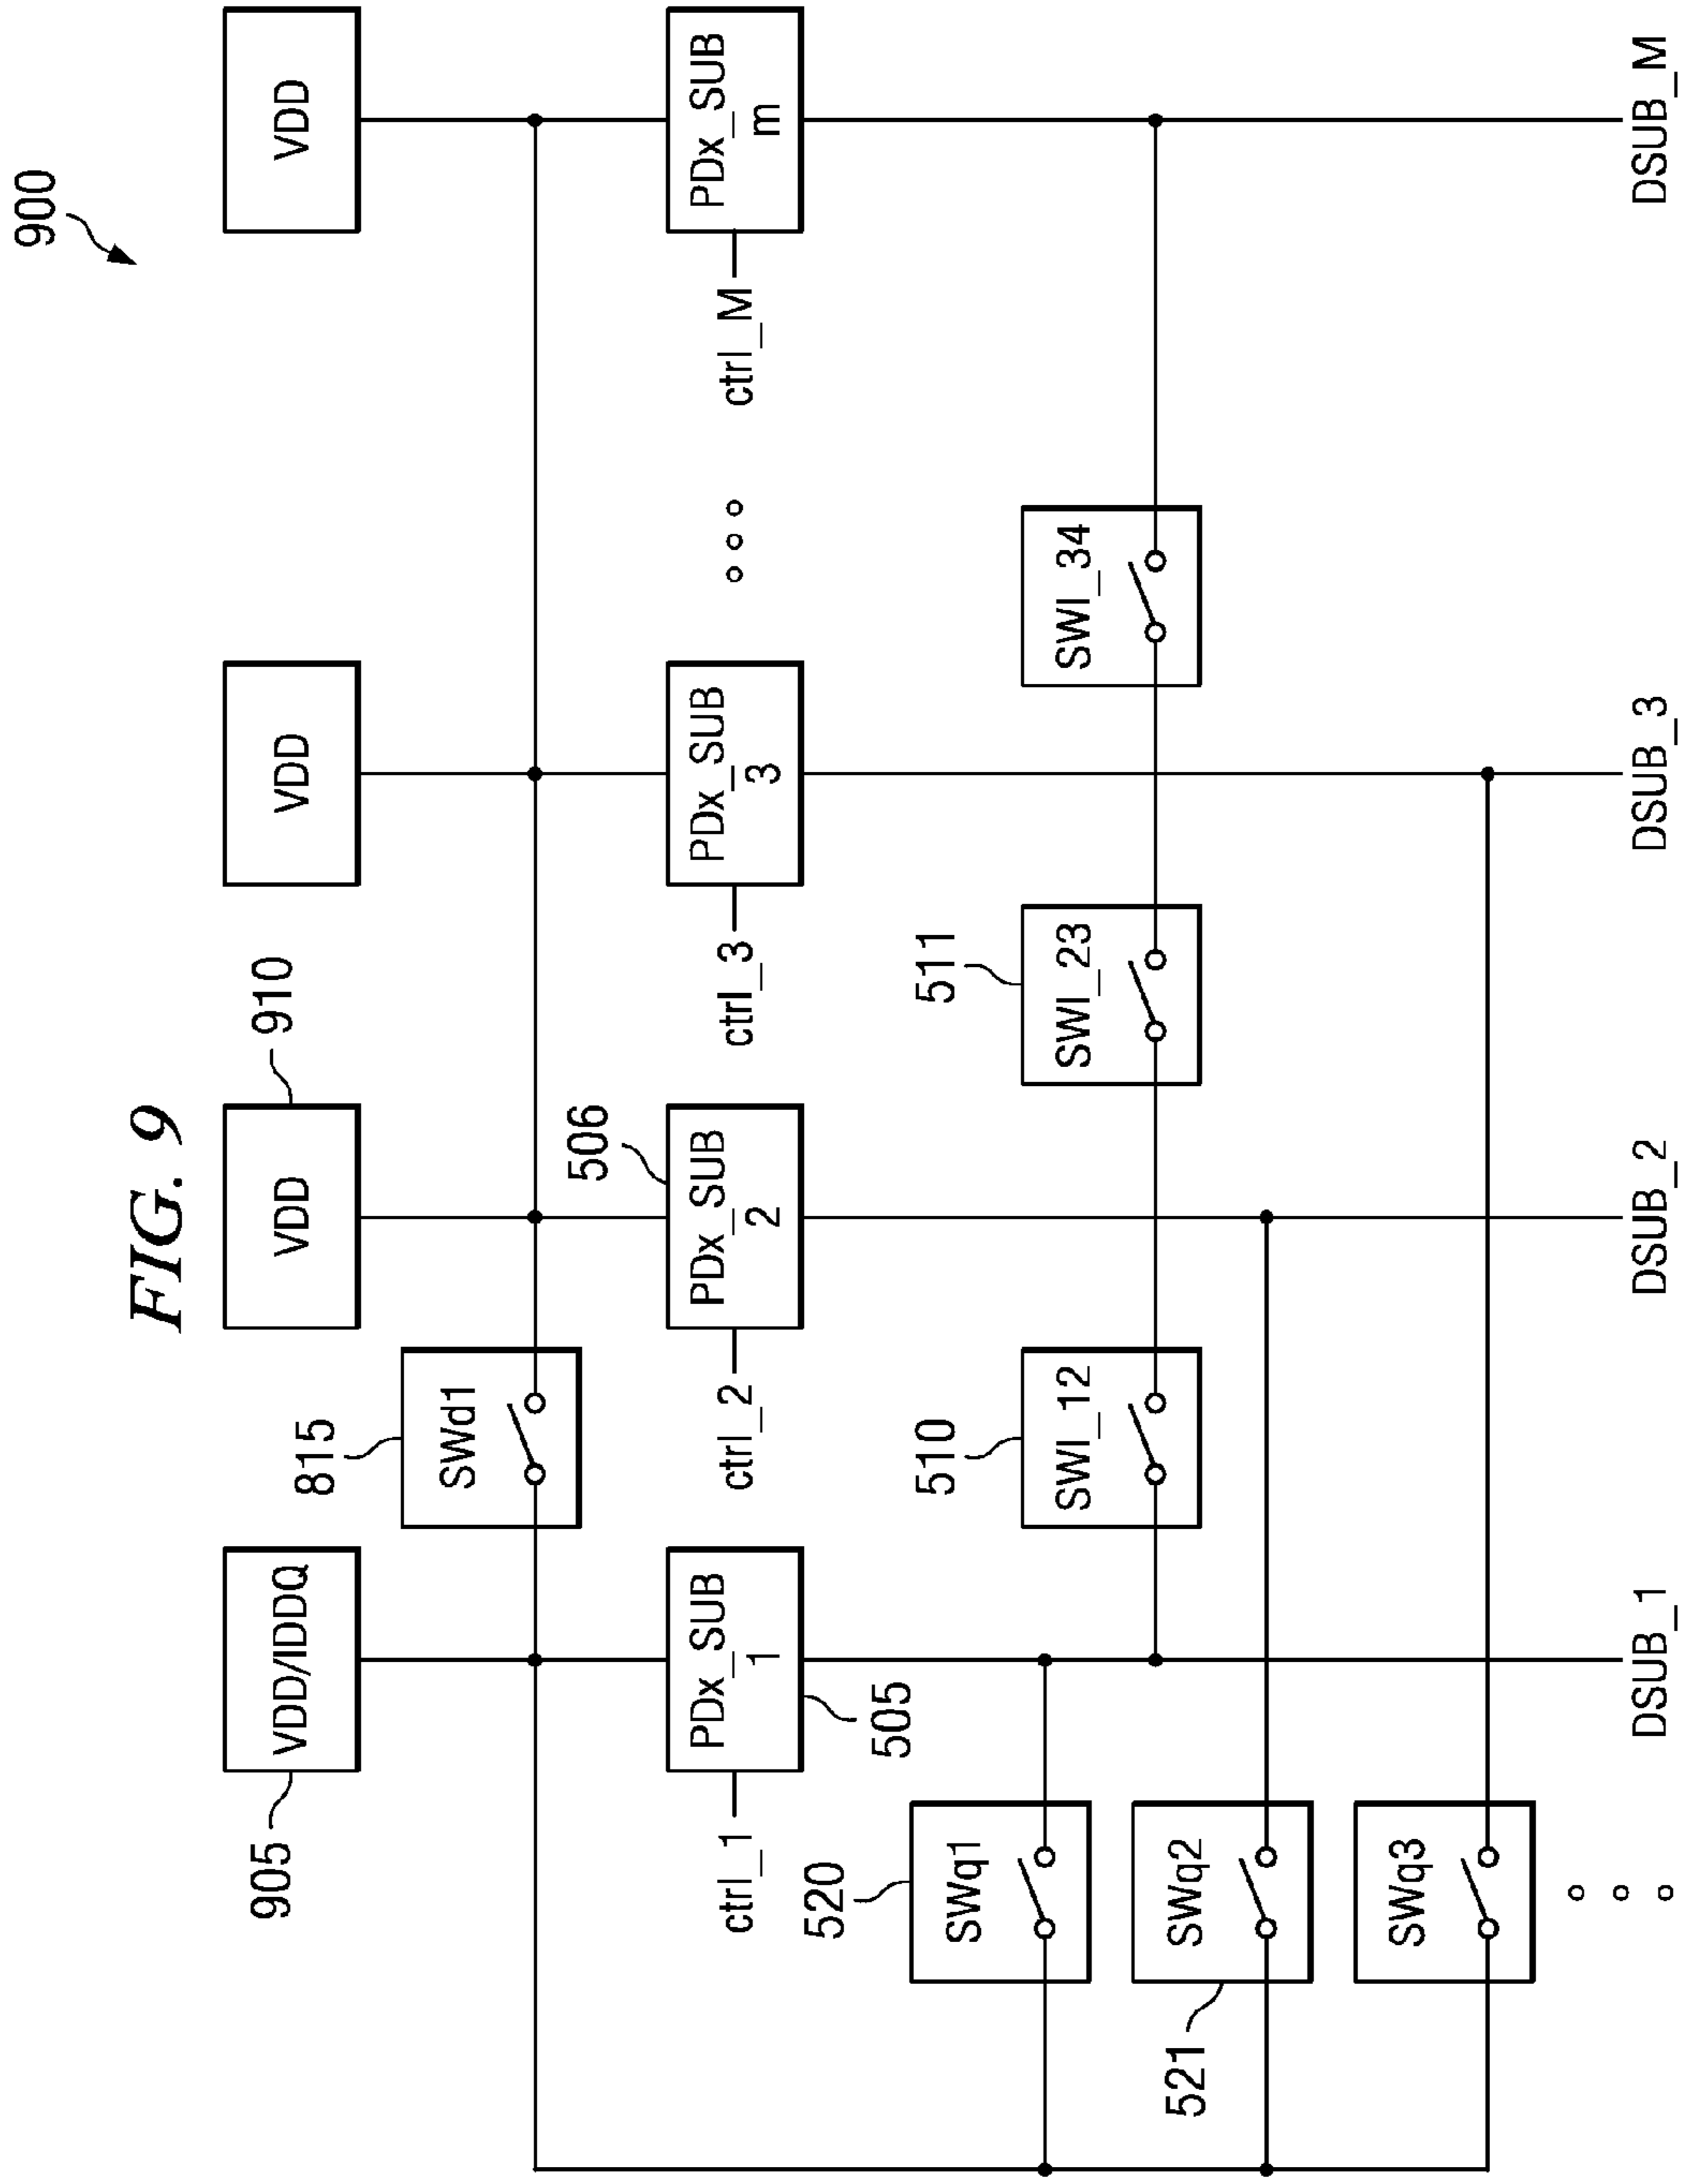 FIG. 9
900
905
VDD/IDDQ
VDD
910
VDD
VDD
815
SWd1
ctrl_1
PDx_SUB
1
505
ctrl_2
PDx_SUB
2
506
ctrl_3
PDx_SUB
3
ctrl_M
PDx_SUB
m
520
SWq1
510
SWI_12
511
SWI_23
SWI_34
521
SWq2
SWq3
DSUB_1
DSUB_2
DSUB_3
DSUB_M